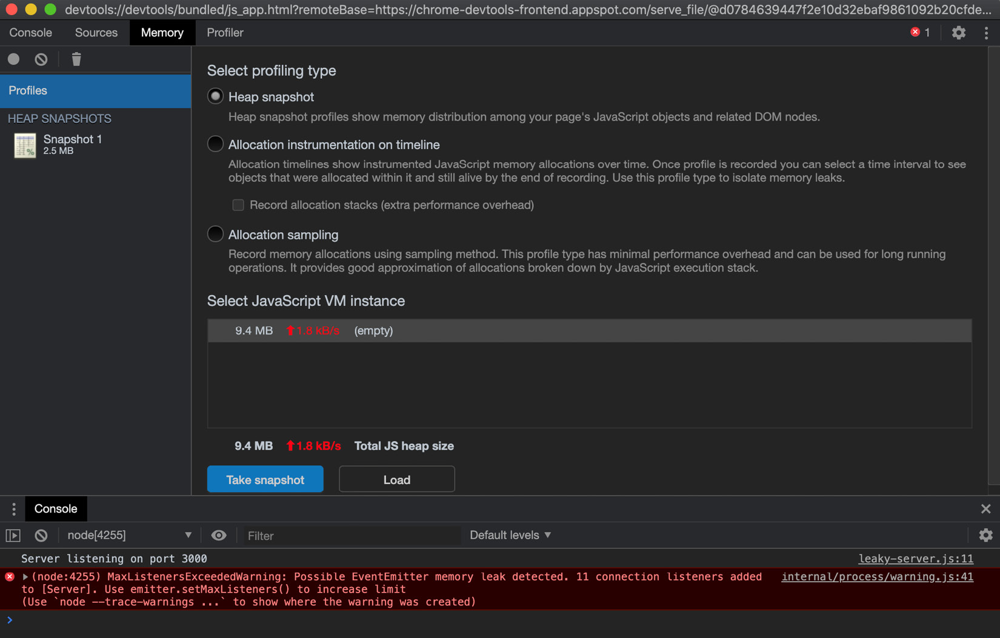 devtools://devtools/bundled/js_app.html?remoteBase=https://chrome-devtools-frontend.appspot.com/serve_file/@d0784639447f2e10d32ebaf9861092b20cfde...
Console Sources Memory Profiler 1
Profiles
HEAP SNAPSHOTS
Snapshot 1
2.5 MB
Select profiling type
Heap snapshot
Heap snapshot profiles show memory distribution among your page's JavaScript objects and related DOM nodes.
Allocation instrumentation on timeline
Allocation timelines show instrumented JavaScript memory allocations over time. Once profile is recorded you can select a time interval to see
objects that were allocated within it and still alive by the end of recording. Use this profile type to isolate memory leaks.
Record allocation stacks (extra performance overhead)
Allocation sampling
Record memory allocations using sampling method. This profile type has minimal performance overhead and can be used for long running
operations. It provides good approximation of allocations broken down by JavaScript execution stack.
Select JavaScript VM instance
9.4 MB ⬆1.8 kB/s (empty)
9.4 MB ⬆1.8 kB/s Total JS heap size
Take snapshot Load
Console
node[4255] ▼ Filter Default levels ▼
Server listening on port 3000 leaky-server.js:11
(node:4255) MaxListenersExceededWarning: Possible EventEmitter memory leak detected. 11 connection listeners added internal/process/warning.js:41
to [Server]. Use emitter.setMaxListeners() to increase limit
(Use `node --trace-warnings ...` to show where the warning was created)